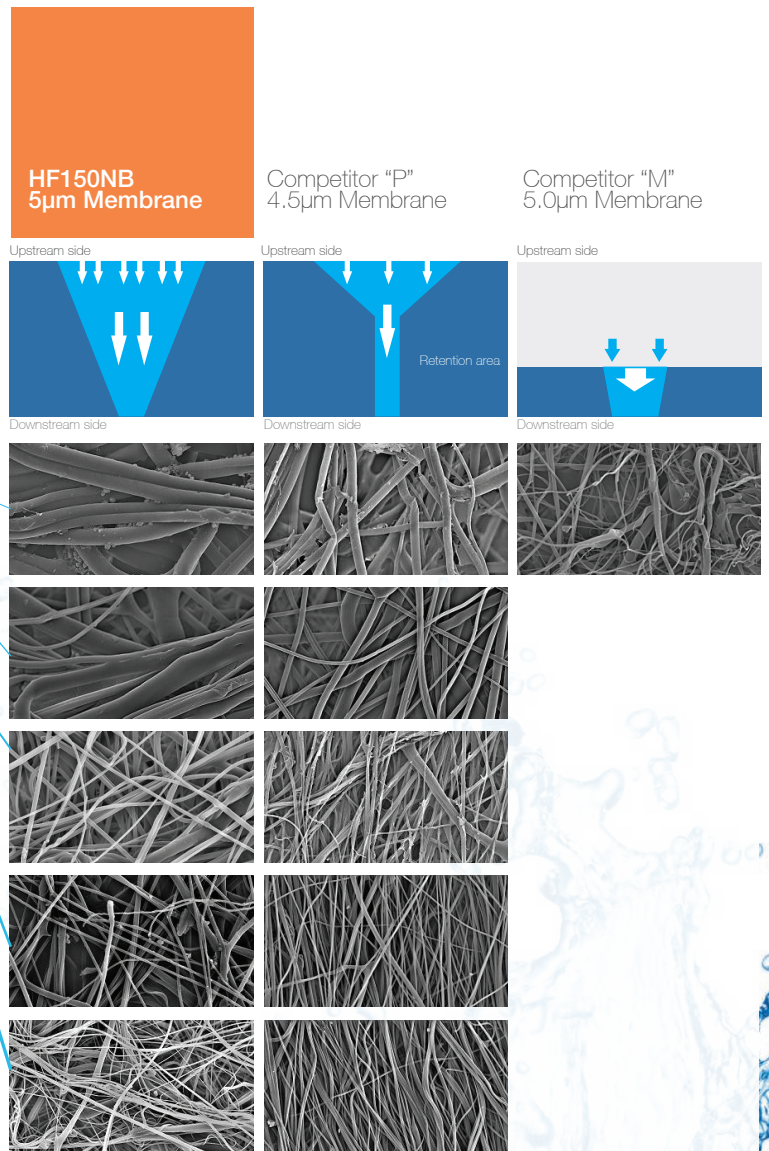 HF150NB
5µm Membrane
Competitor “P”
4.5µm Membrane
Competitor “M”
5.0µm Membrane
Upstream side
Upstream side
Upstream side
Retention area
Downstream side
Downstream side
Downstream side